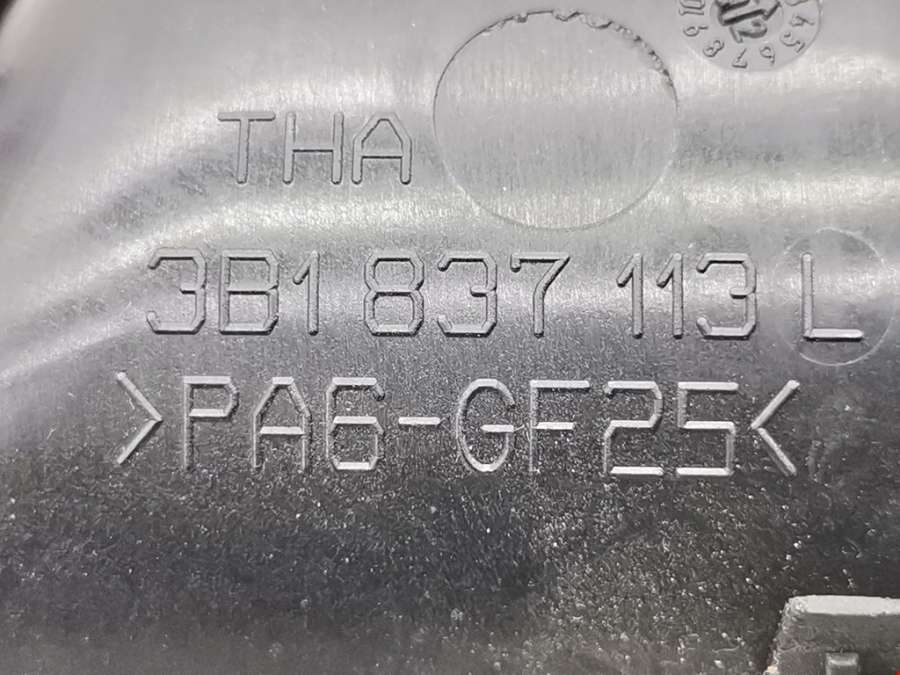 THA
3B1 837 113 L
>PA6-GF25<